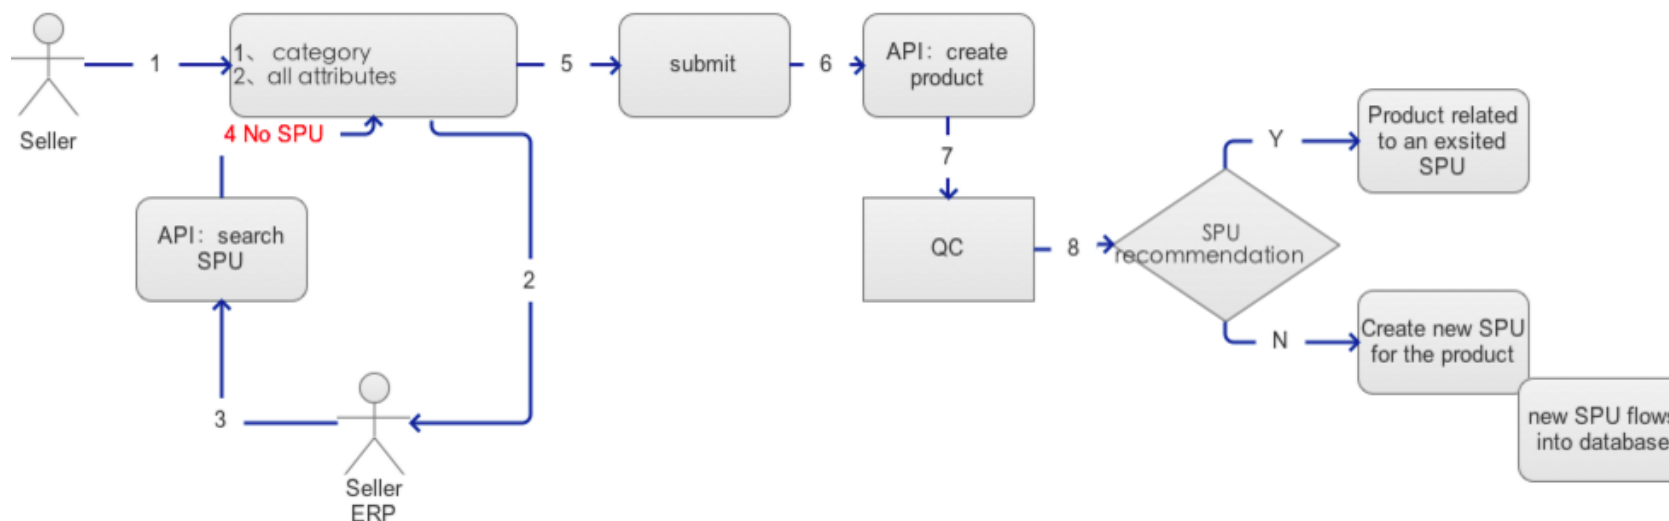 Seller
1
1、 category
2、all attributes
4 No SPU
5
submit
6
API：create
product
7
QC
8
SPU
recommendation
Y
Product related
to an exsited
SPU
N
Create new SPU
for the product
new SPU flows
into database
API：search
SPU
2
3
Seller
ERP